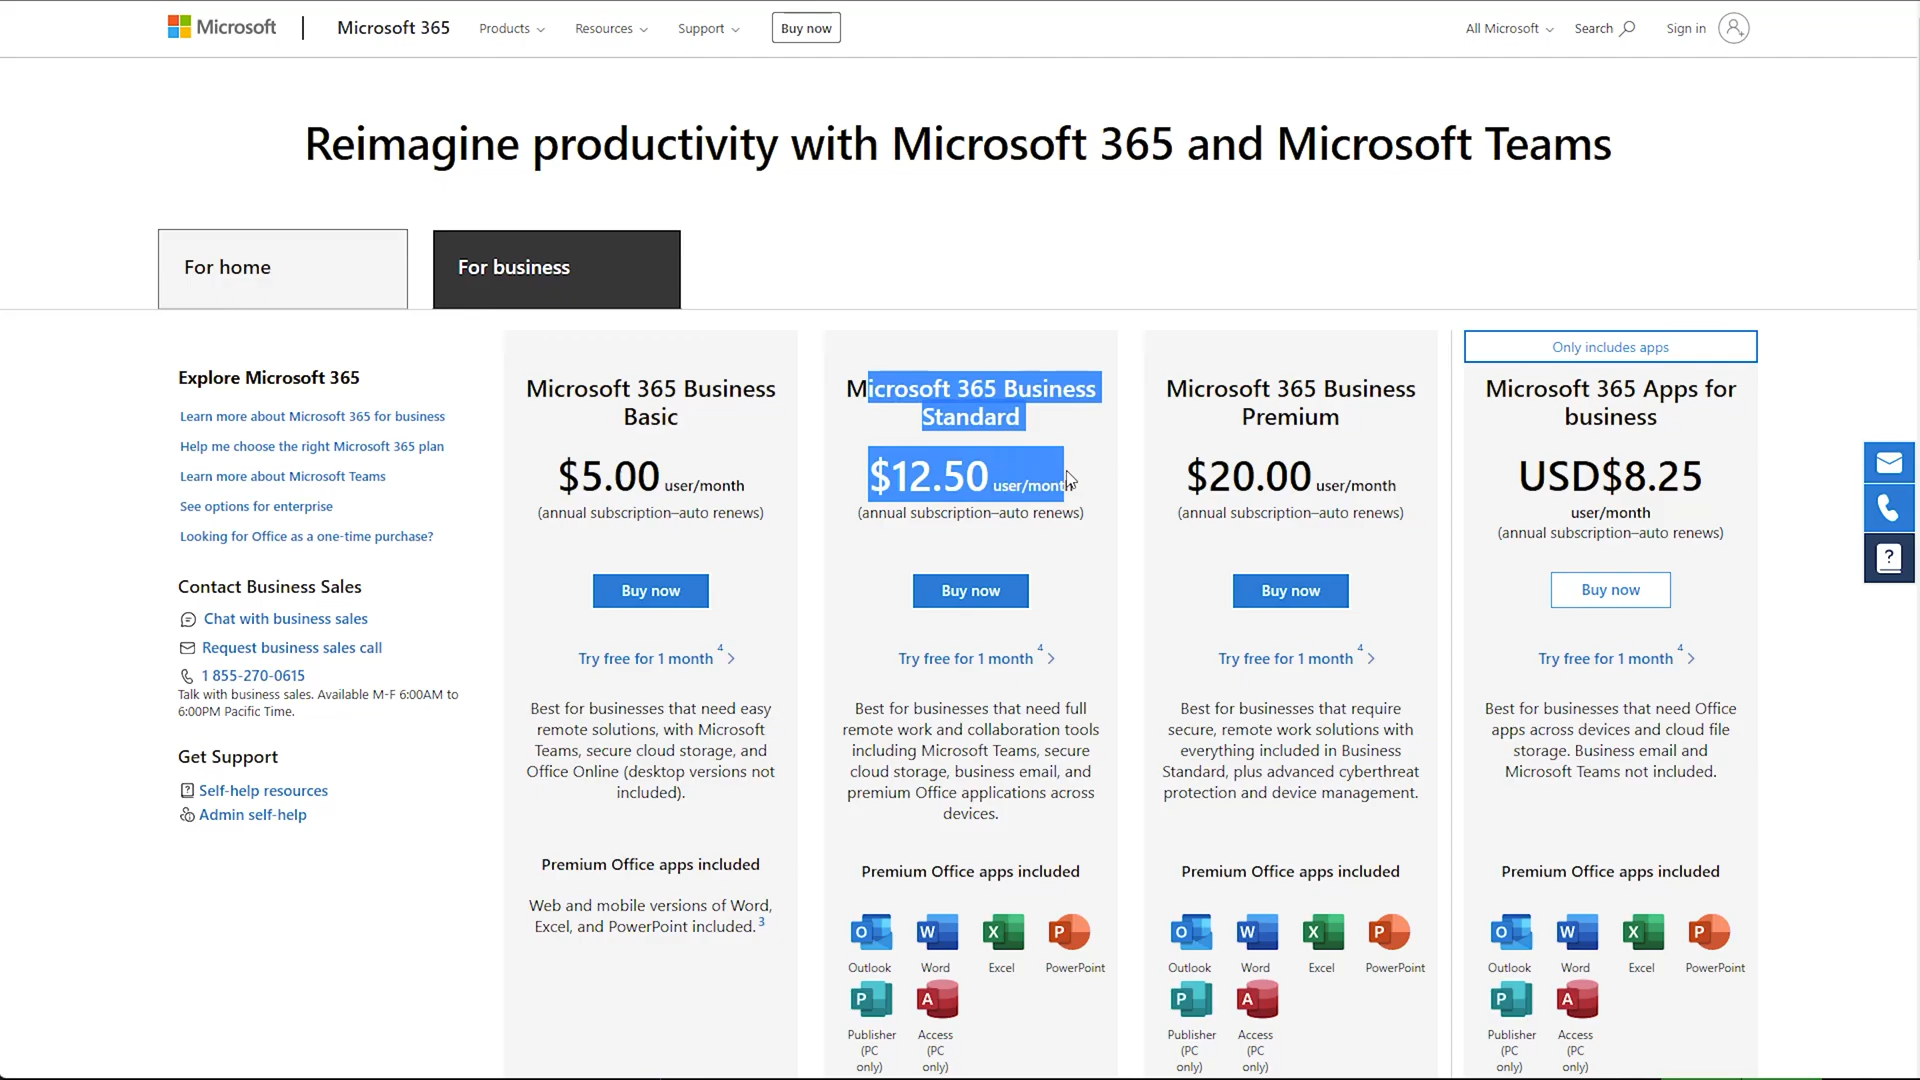 Microsoft
Microsoft 365
Products
Resources
Support
Buy now
All Microsoft
Search
Sign in
Reimagine productivity with Microsoft 365 and Microsoft Teams
For home
For business
Explore Microsoft 365
Learn more about Microsoft 365 for business
Help me choose the right Microsoft 365 plan
Learn more about Microsoft Teams
See options for enterprise
Looking for Office as a one-time purchase?
Contact Business Sales
Chat with business sales
Request business sales call
1 855-270-0615
Talk with business sales. Available M-F 6:00AM to
6:00PM Pacific Time.
Get Support
Self-help resources
Admin self-help
Microsoft 365 Business
Basic
$5.00 user/month
(annual subscription–auto renews)
Buy now
Try free for 1 month 4
Best for businesses that need easy
remote solutions, with Microsoft
Teams, secure cloud storage, and
Office Online (desktop versions not
included).
Premium Office apps included
Web and mobile versions of Word,
Excel, and PowerPoint included. 3
Microsoft 365 Business
Standard
$12.50 user/month
(annual subscription–auto renews)
Buy now
Try free for 1 month 4
Best for businesses that need full
remote work and collaboration tools
including Microsoft Teams, secure
cloud storage, business email, and
premium Office applications across
devices.
Premium Office apps included
O W X P
Outlook Word Excel PowerPoint
P A
Publisher Access
(PC (PC
only) only)
Microsoft 365 Business
Premium
$20.00 user/month
(annual subscription–auto renews)
Buy now
Try free for 1 month 4
Best for businesses that require
secure, remote work solutions with
everything included in Business
Standard, plus advanced cyberthreat
protection and device management.
Premium Office apps included
O W X P
Outlook Word Excel PowerPoint
P A
Publisher Access
(PC (PC
only) only)
Only includes apps
Microsoft 365 Apps for
business
USD$8.25
user/month
(annual subscription–auto renews)
Buy now
Try free for 1 month 4
Best for businesses that need Office
apps across devices and cloud file
storage. Business email and
Microsoft Teams not included.
Premium Office apps included
O W X P
Outlook Word Excel PowerPoint
P A
Publisher Access
(PC (PC
only) only)